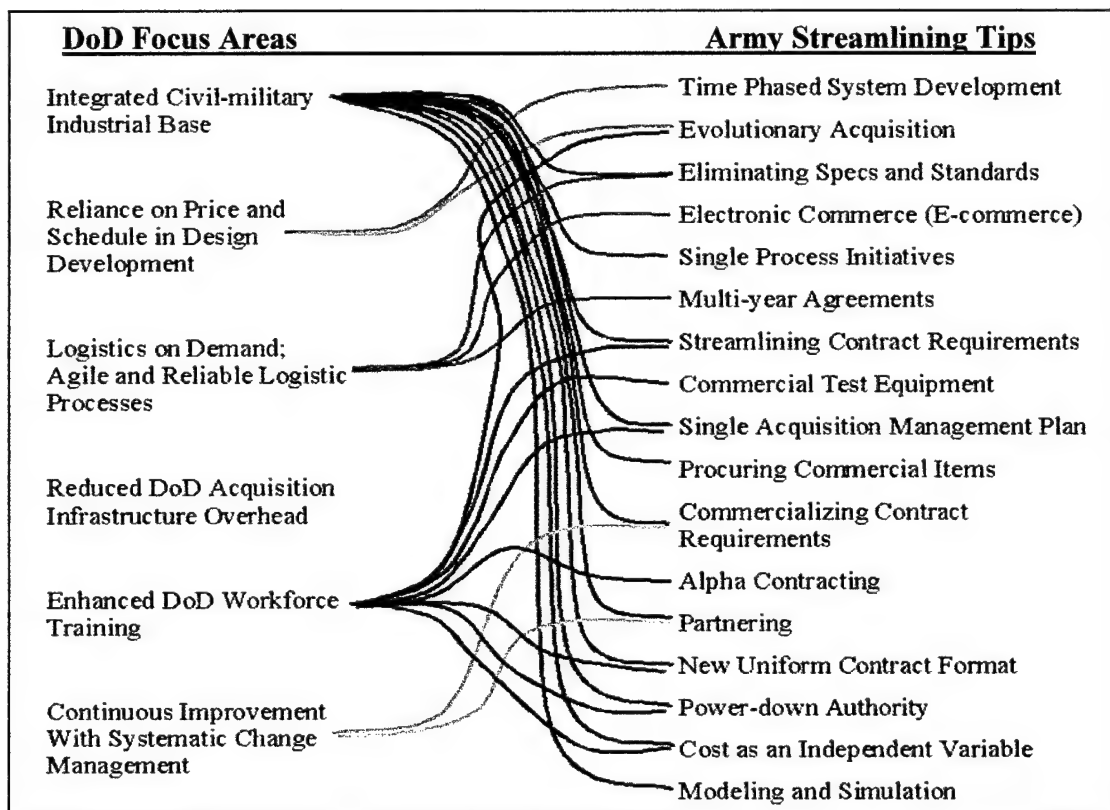 DoD Focus Areas
Integrated Civil-military
Industrial Base
Reliance on Price and
Schedule in Design
Development
Logistics on Demand;
Agile and Reliable Logistic
Processes
Reduced DoD Acquisition
Infrastructure Overhead
Enhanced DoD Workforce
Training
Continuous Improvement
With Systematic Change
Management
Army Streamlining Tips
Time Phased System Development
Evolutionary Acquisition
Eliminating Specs and Standards
Electronic Commerce (E-commerce)
Single Process Initiatives
Multi-year Agreements
Streamlining Contract Requirements
Commercial Test Equipment
Single Acquisition Management Plan
Procuring Commercial Items
Commercializing Contract
Requirements
Alpha Contracting
Partnering
New Uniform Contract Format
Power-down Authority
Cost as an Independent Variable
Modeling and Simulation